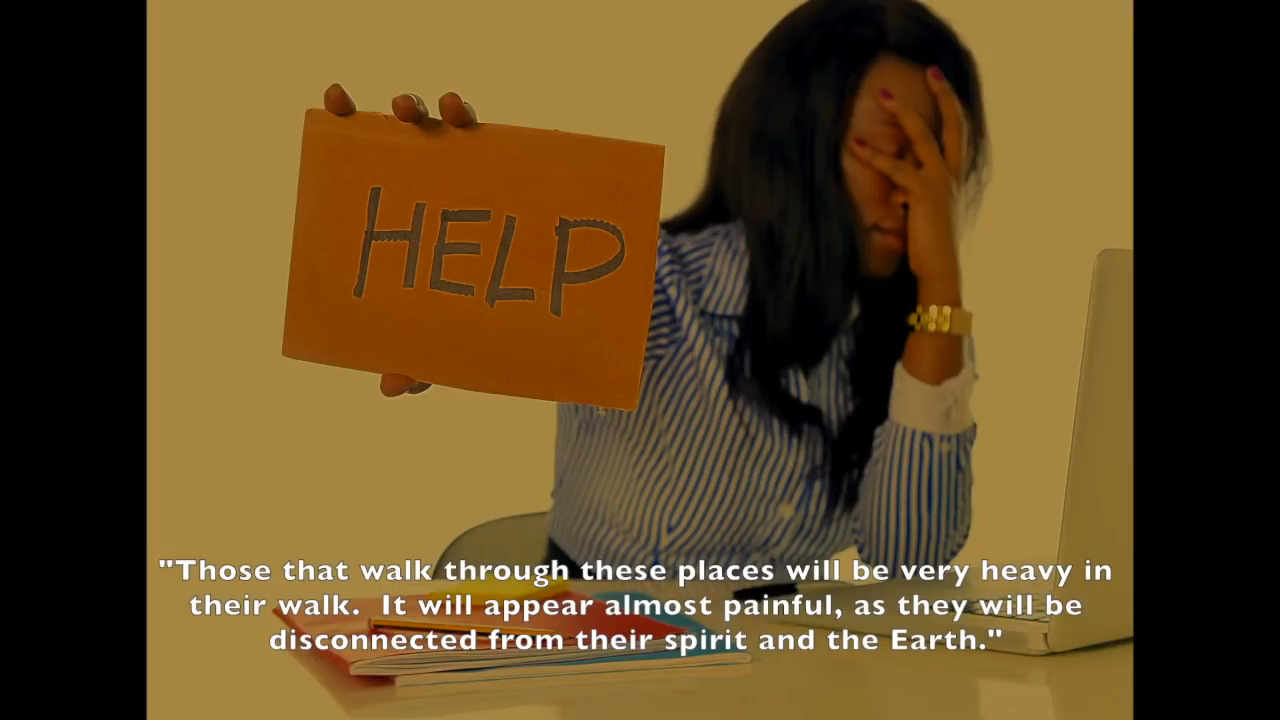 HELP
"Those that walk through these places will be very heavy in
their walk.  It will appear almost painful, as they will be
disconnected from their spirit and the Earth."